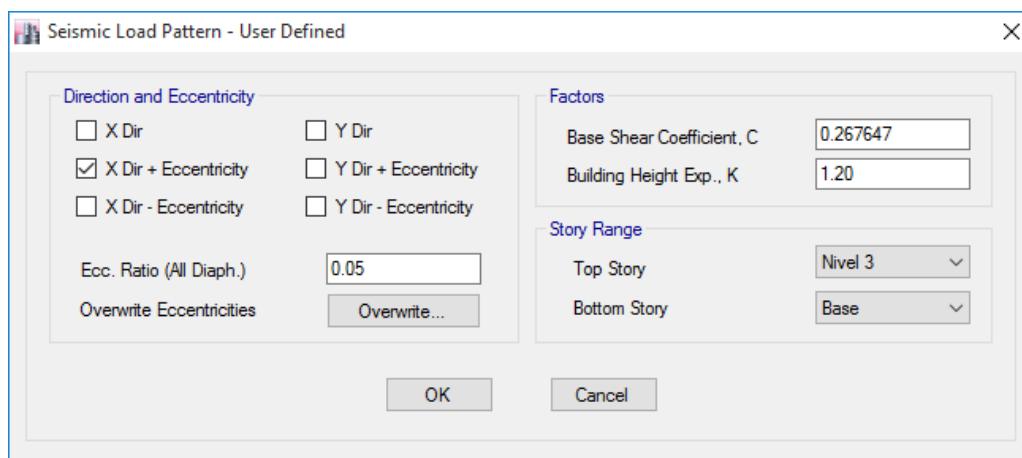 Seismic Load Pattern - User Defined
Direction and Eccentricity
X Dir
Y Dir
X Dir + Eccentricity
Y Dir + Eccentricity
X Dir - Eccentricity
Y Dir - Eccentricity
Ecc. Ratio (All Diaph.)
0.05
Overwrite Eccentricities
Overwrite...
Factors
Base Shear Coefficient, C
0.267647
Building Height Exp., K
1.20
Story Range
Top Story
Nivel 3
Bottom Story
Base
OK
Cancel